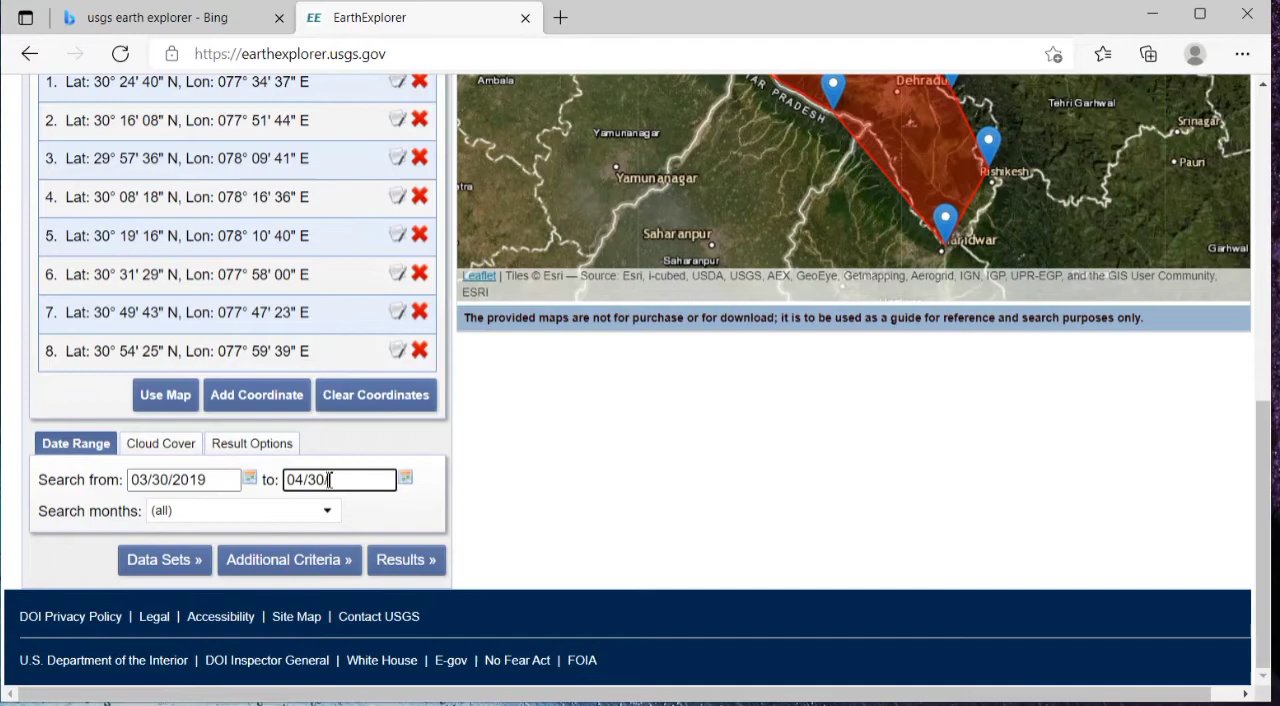 usgs earth explorer - Bing
EE EarthExplorer
https://earthexplorer.usgs.gov
1. Lat: 30° 24' 40" N, Lon: 077° 34' 37" E
2. Lat: 30° 16' 08" N, Lon: 077° 51' 44" E
3. Lat: 29° 57' 36" N, Lon: 078° 09' 41" E
4. Lat: 30° 08' 18" N, Lon: 078° 16' 36" E
5. Lat: 30° 19' 16" N, Lon: 078° 10' 40" E
6. Lat: 30° 31' 29" N, Lon: 077° 58' 00" E
7. Lat: 30° 49' 43" N, Lon: 077° 47' 23" E
8. Lat: 30° 54' 25" N, Lon: 077° 59' 39" E
Use Map Add Coordinate Clear Coordinates
Date Range Cloud Cover Result Options
Search from: 03/30/2019 to: 04/30/
Search months: (all)
Data Sets » Additional Criteria » Results »
Ambala
AR PRADESH
Dehradu
Tehri Garhwal
Yamunanagar
Srinagar
Pauri
Yamunanagar
Rishikesh
tra
Saharanpur
Saharanpur
Haridwar
Garhwal
Leaflet | Tiles © Esri — Source: Esri, i-cubed, USDA, USGS, AEX, GeoEye, Getmapping, Aerogrid, IGN, IGP, UPR-EGP, and the GIS User Community,
ESRI
The provided maps are not for purchase or for download; it is to be used as a guide for reference and search purposes only.
DOI Privacy Policy | Legal | Accessibility | Site Map | Contact USGS
U.S. Department of the Interior | DOI Inspector General | White House | E-gov | No Fear Act | FOIA